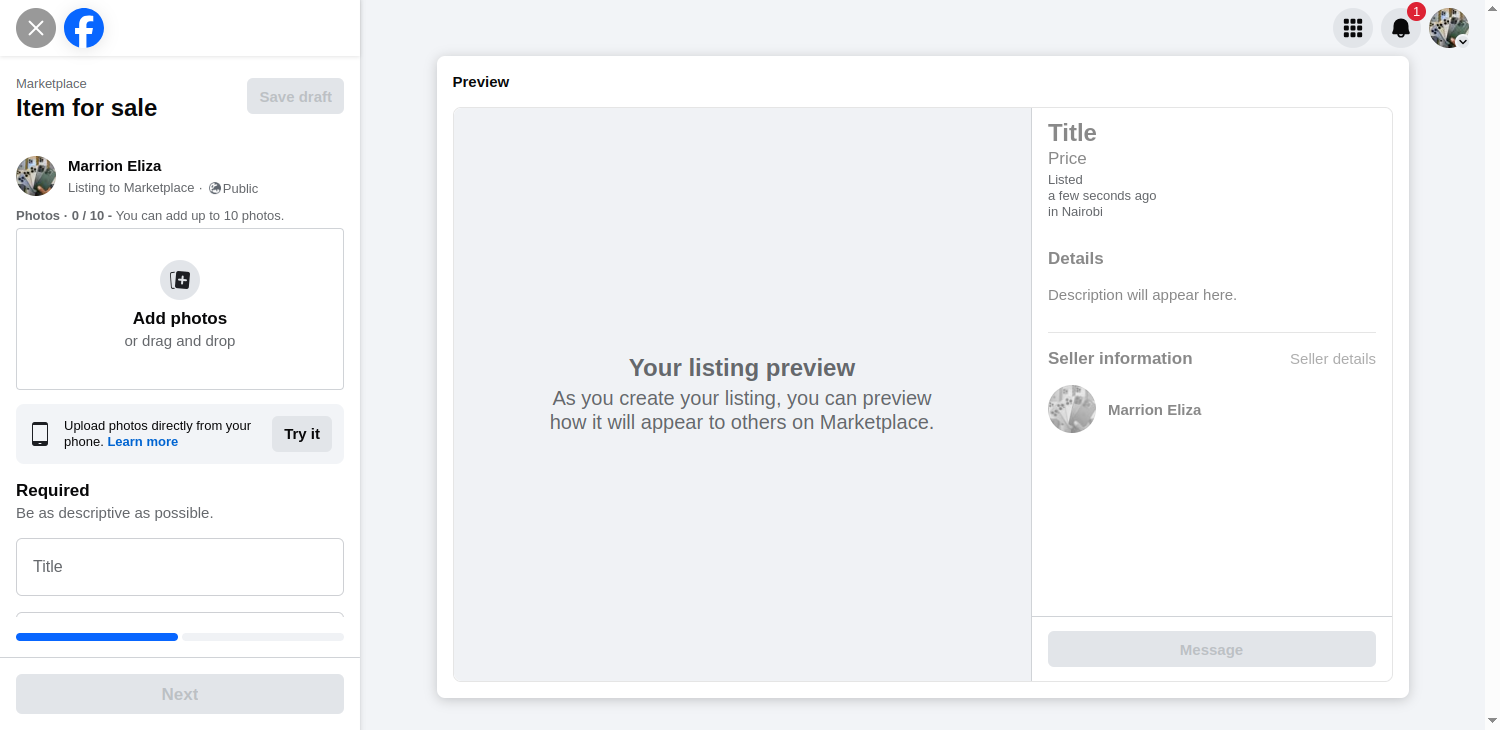 1
Marketplace
Item for sale
Save draft
Marrion Eliza
Listing to Marketplace · Public
Photos · 0 / 10 - You can add up to 10 photos.
Add photos
or drag and drop
Upload photos directly from your
phone. Learn more
Try it
Required
Be as descriptive as possible.
Title
Next
Preview
Your listing preview
As you create your listing, you can preview
how it will appear to others on Marketplace.
Title
Price
Listed
a few seconds ago
in Nairobi
Details
Description will appear here.
Seller information
Seller details
Marrion Eliza
Message